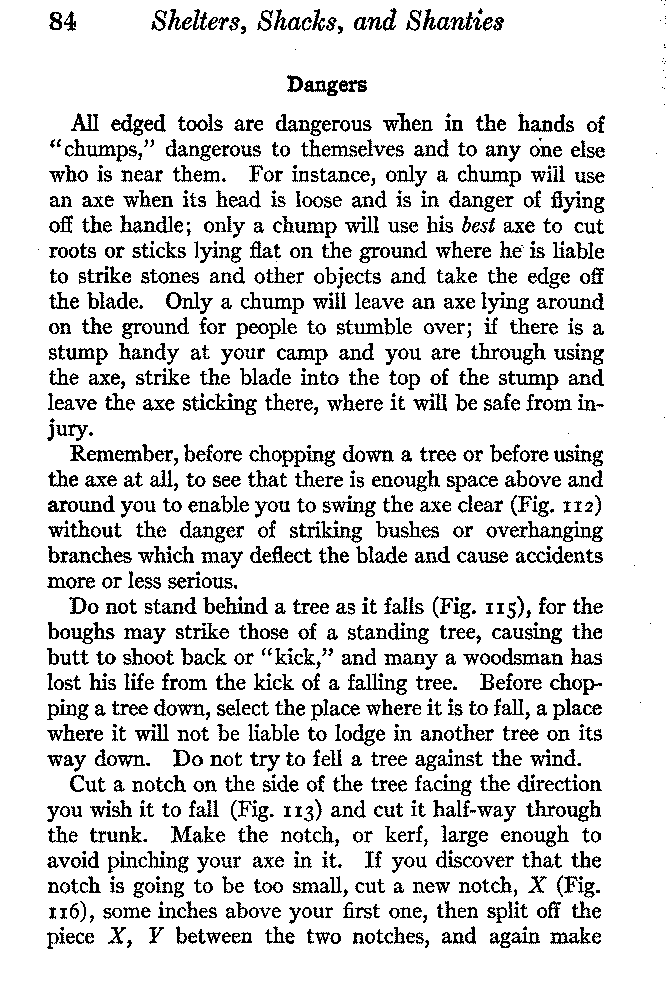 84 Shelters, Shacks, and Shanties
Dangers
All edged tools are dangerous when in the hands of
"chumps," dangerous to themselves and to any one else
who is near them. For instance, only a chump will use
an axe when its head is loose and is in danger of flying
off the handle; only a chump will use his best axe to cut
roots or sticks lying flat on the ground where he is liable
to strike stones and other objects and take the edge off
the blade. Only a chump will leave an axe lying around
on the ground for people to stumble over; if there is a
stump handy at your camp and you are through using
the axe, strike the blade into the top of the stump and
leave the axe sticking there, where it will be safe from in-
jury.
Remember, before chopping down a tree or before using
the axe at all, to see that there is enough space above and
around you to enable you to swing the axe clear (Fig. 112)
without the danger of striking bushes or overhanging
branches which may deflect the blade and cause accidents
more or less serious.
Do not stand behind a tree as it falls (Fig. 115), for the
boughs may strike those of a standing tree, causing the
butt to shoot back or "kick," and many a woodsman has
lost his life from the kick of a falling tree. Before chop-
ping a tree down, select the place where it is to fall, a place
where it will not be liable to lodge in another tree on its
way down. Do not try to fell a tree against the wind.
Cut a notch on the side of the tree facing the direction
you wish it to fall (Fig. 113) and cut it half-way through
the trunk. Make the notch, or kerf, large enough to
avoid pinching your axe in it. If you discover that the
notch is going to be too small, cut a new notch, X (Fig.
116), some inches above your first one, then split off the
piece X, Y between the two notches, and again make